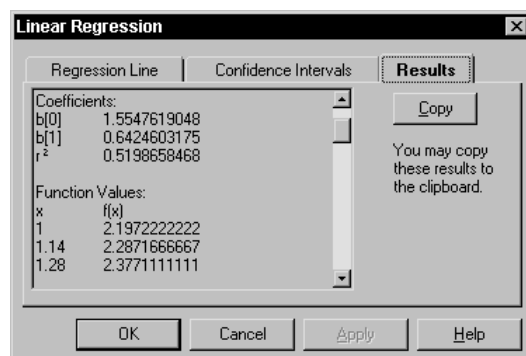 Linear Regression
Regression Line
Confidence Intervals
Results
Coefficients:
b[0] 1.5547619048
b[1] 0.6424603175
r² 0.5198658468
Function Values:
x f(x)
1 2.1972222222
1.14 2.2871666667
1.28 2.3771111111
Copy
You may copy
these results to
the clipboard.
OK
Cancel
Apply
Help